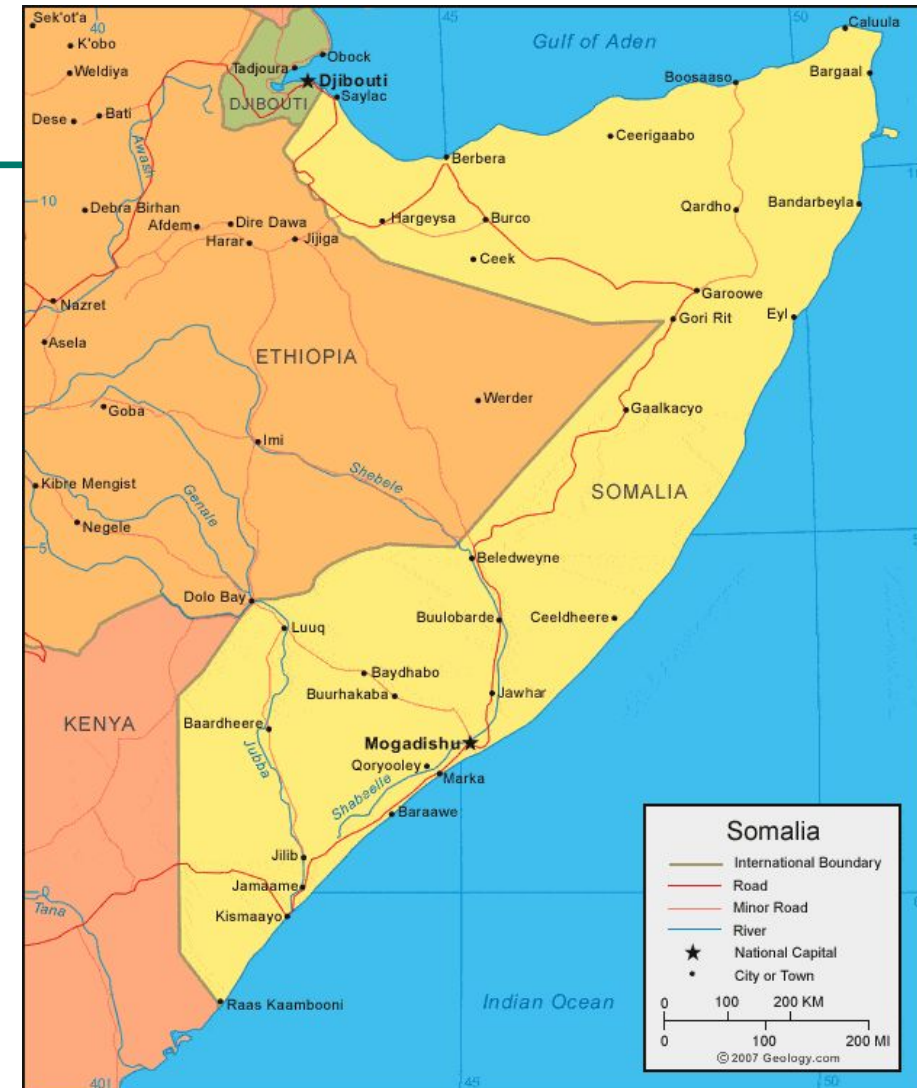 40
45
50
Sek'ot'a
K'obo
Weldiya
Dese
Bati
Awash
Tadjoura
Obock
Djibouti
DJIBOUTI
Saylac
Gulf of Aden
Caluula
Boosaaso
Bargaal
Ceerigaabo
Berbera
10
Debra Birhan
Afdem
Dire Dawa
Harar
Jijiga
Hargeysa
Burco
Qardho
Bandarbeyla
10
Ceek
Nazret
Garoowe
Gori Rit
Eyl
Asela
ETHIOPIA
Werder
Gaalkacyo
Goba
Imi
Shebele
Kibre Mengist
Genale
SOMALIA
Negele
5
Beledweyne
Dolo Bay
Luuq
Buulobarde
Ceeldheere
Baydhabo
Buurhakaba
Jawhar
KENYA
Baardheere
Jubba
Mogadishu
Qoryooley
Marka
Shabeelle
Baraawe
Jilib
Jamaame
0
Tana
Kismaayo
Raas Kaambooni
Indian Ocean
Somalia
International Boundary
Road
Minor Road
River
National Capital
City or Town
0 100 200 KM
0 100 200 MI
© 2007 Geology.com
40
45
50